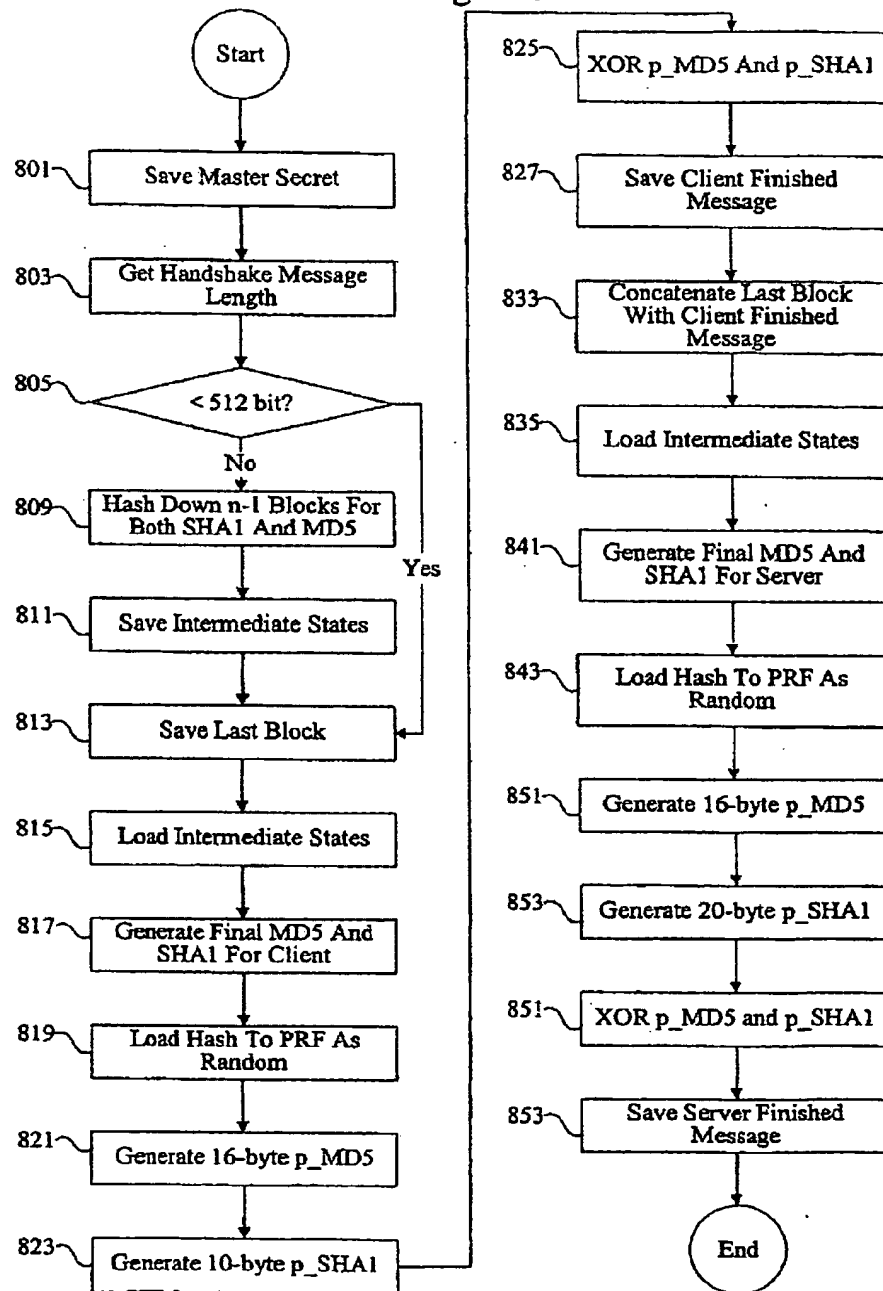 Start
801
Save Master Secret
803
Get Handshake Message
Length
805
< 512 bit?
No
Yes
809
Hash Down n-1 Blocks For
Both SHA1 And MD5
811
Save Intermediate States
813
Save Last Block
815
Load Intermediate States
817
Generate Final MD5 And
SHA1 For Client
819
Load Hash To PRF As
Random
821
Generate 16-byte p_MD5
823
Generate 10-byte p_SHA1
825
XOR p_MD5 And p_SHA1
827
Save Client Finished
Message
833
Concatenate Last Block
With Client Finished
Message
835
Load Intermediate States
841
Generate Final MD5 And
SHA1 For Server
843
Load Hash To PRF As
Random
851
Generate 16-byte p_MD5
853
Generate 20-byte p_SHA1
851
XOR p_MD5 and p_SHA1
853
Save Server Finished
Message
End